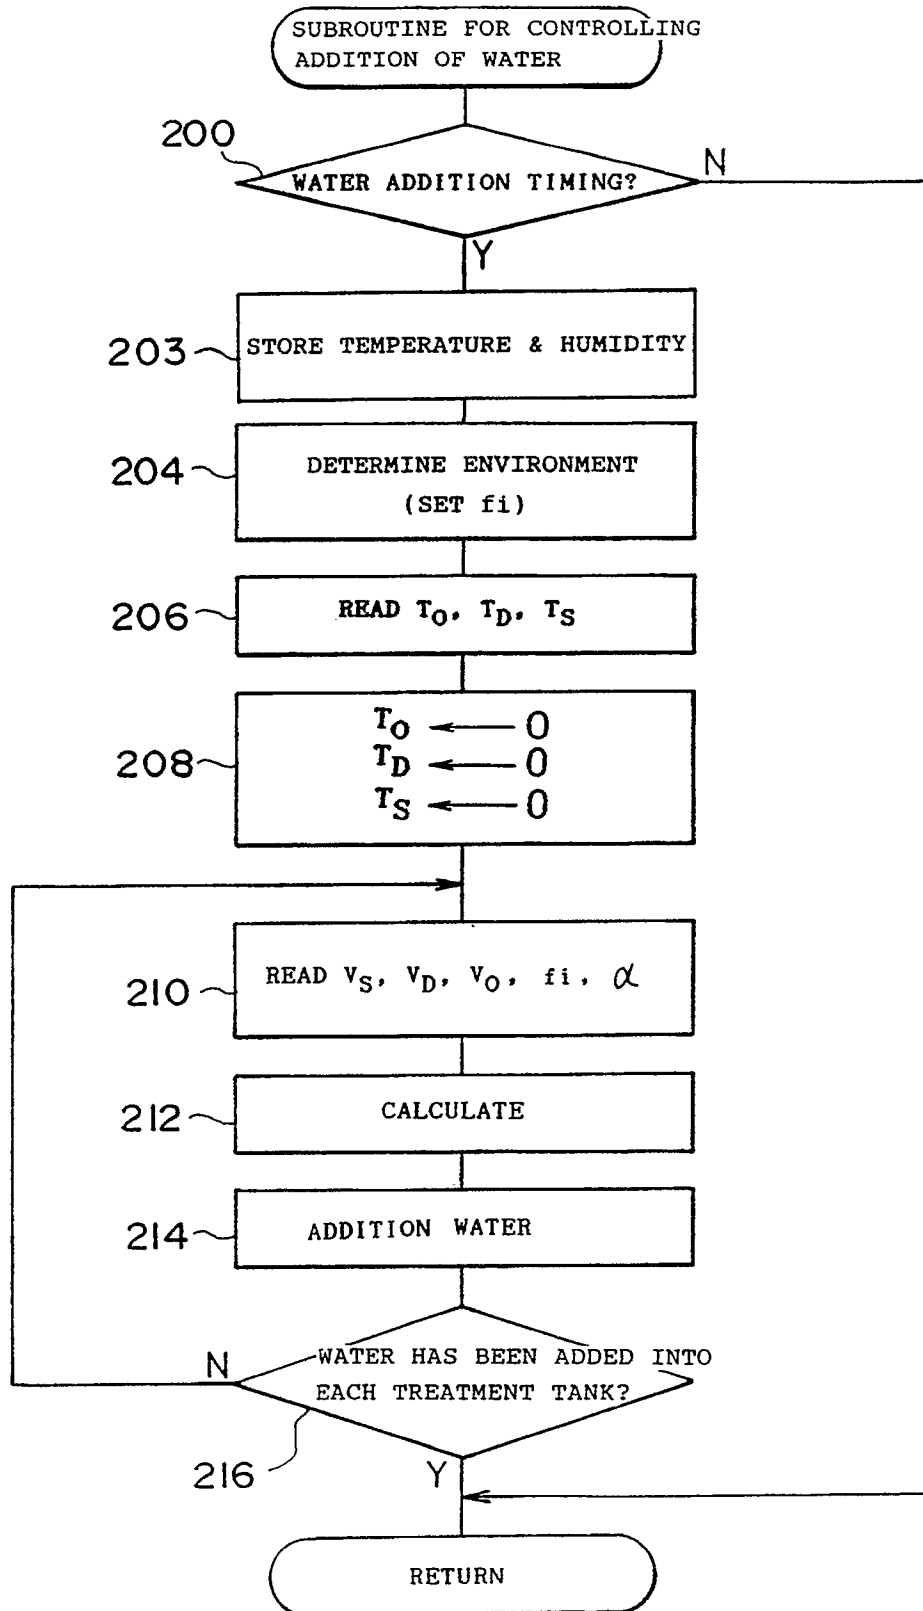 SUBROUTINE FOR CONTROLLING
ADDITION OF WATER
200
WATER ADDITION TIMING?
N
Y
203
STORE TEMPERATURE & HUMIDITY
204
DETERMINE ENVIRONMENT
(SET fi)
206
READ TO, TD, TS
208
TO ← 0
TD ← 0
TS ← 0
210
READ VS, VD, VO, fi, α
212
CALCULATE
214
ADDITION WATER
N
WATER HAS BEEN ADDED INTO
EACH TREATMENT TANK?
216
Y
RETURN